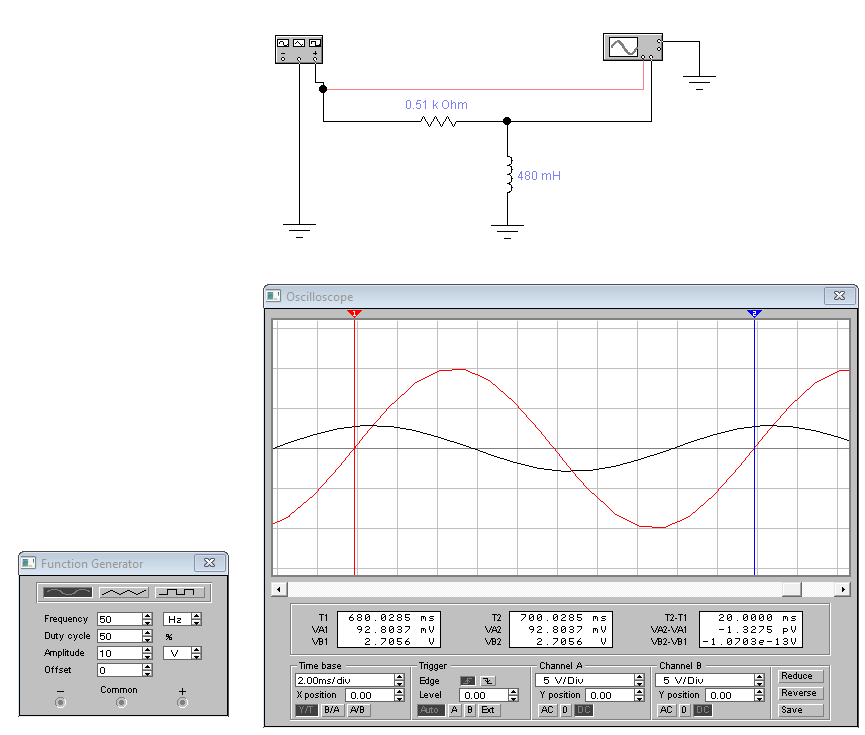 − +
0.51 k Ohm
480 mH
Oscilloscope
1 2
T1 680.0285 ms T2 700.0285 ms T2-T1 20.0000 ms
VA1 92.8037 mV VA2 92.8037 mV VA2-VA1 -1.3275 pV
VB1 2.7056 V VB2 2.7056 V VB2-VB1 -1.0703e-13V
Time base Trigger Channel A Channel B
2.00ms/div Edge 5 V/Div 5 V/Div Reduce
X position 0.00 Level 0.00 Y position 0.00 Y position 0.00 Reverse
Y/T B/A A/B Auto A B Ext AC 0 DC AC 0 DC Save
Function Generator
Frequency 50 Hz
Duty cycle 50 %
Amplitude 10 V
Offset 0
− Common +